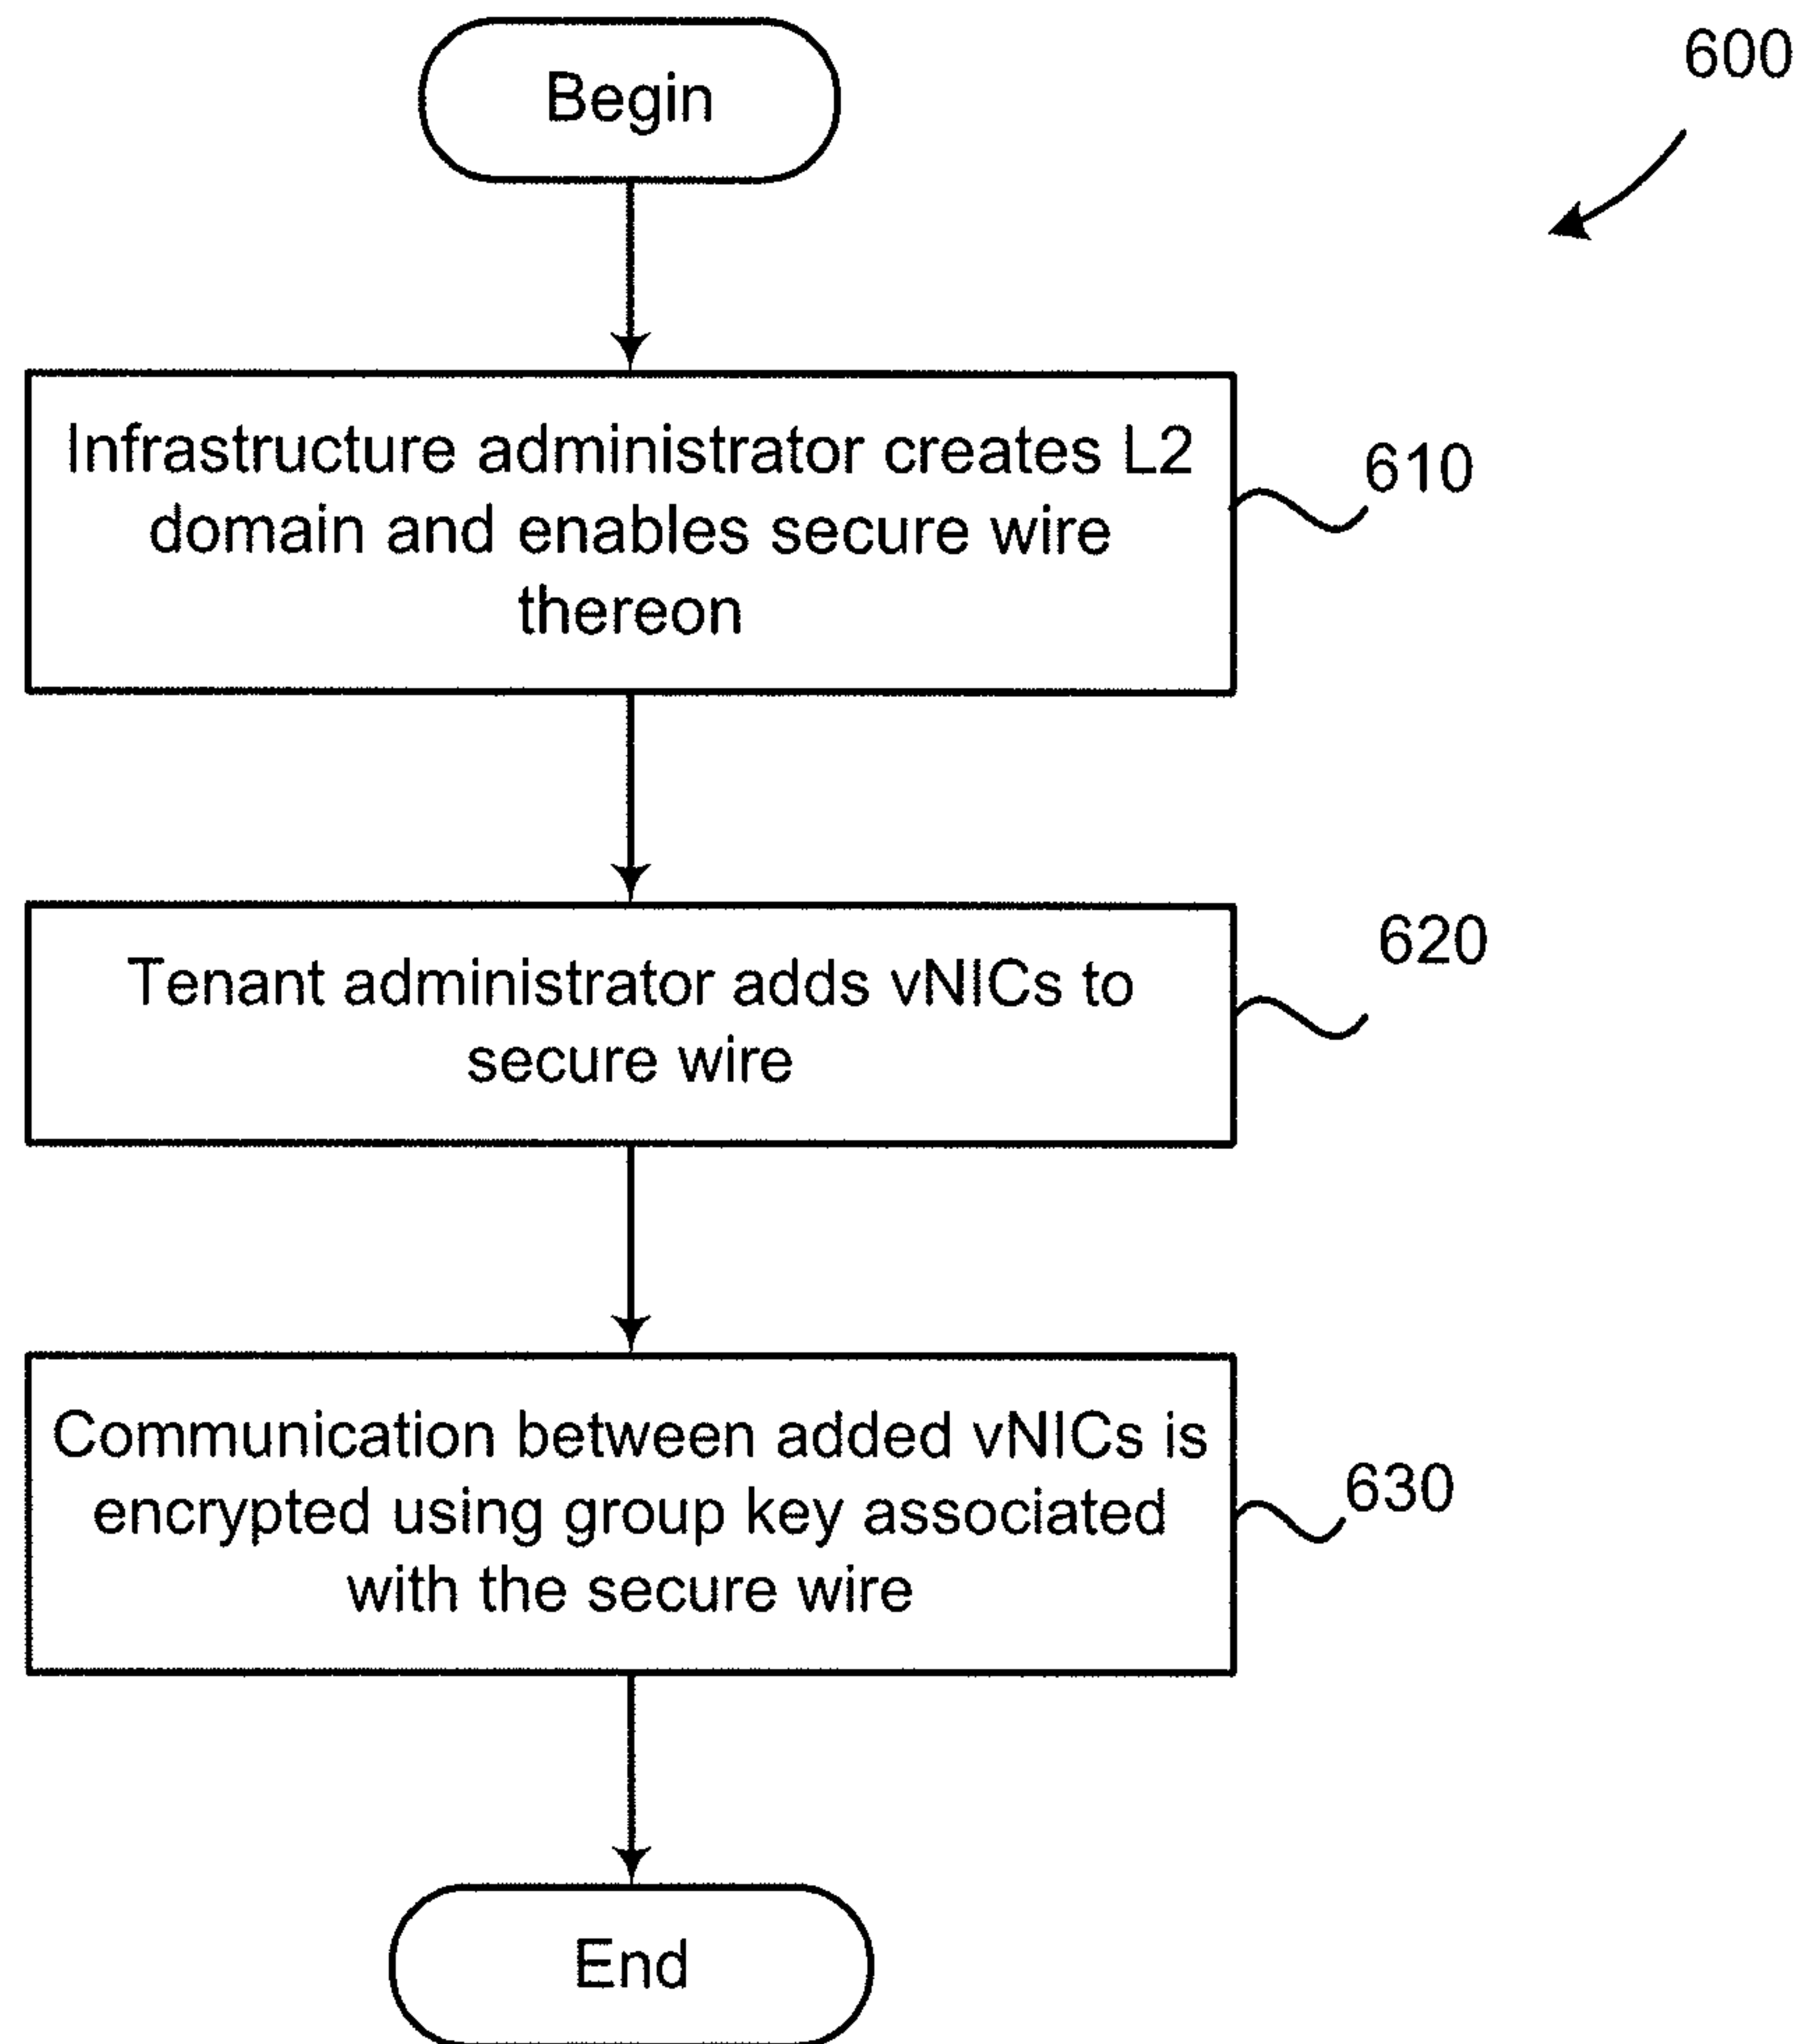 Begin
600
Infrastructure administrator creates L2
domain and enables secure wire
thereon
610
Tenant administrator adds vNICs to
secure wire
620
Communication between added vNICs is
encrypted using group key associated
with the secure wire
630
End